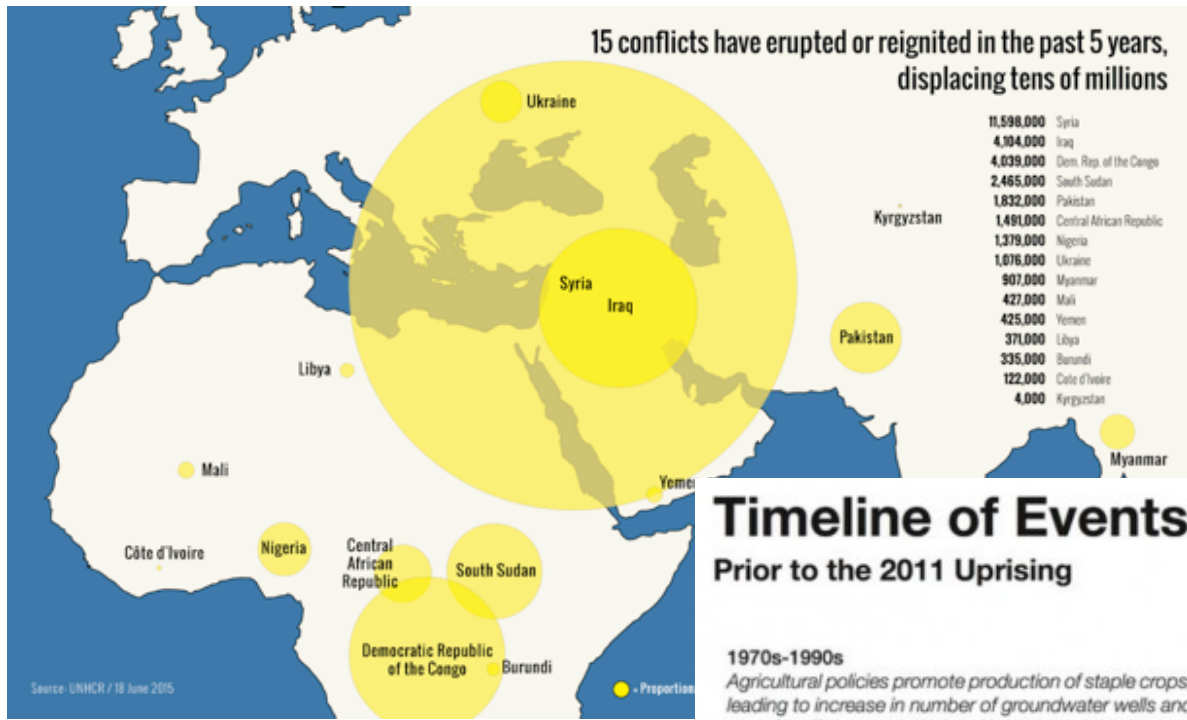 15 conflicts have erupted or reignited in the past 5 years,
displacing tens of millions
11,598,000 Syria
4,104,000 Iraq
4,039,000 Dem. Rep. of the Congo
2,465,000 South Sudan
1,832,000 Pakistan
1,491,000 Central African Republic
1,379,000 Nigeria
1,076,000 Ukraine
907,000 Myanmar
427,000 Mali
425,000 Yemen
371,000 Libya
335,000 Burundi
122,000 Cote d'Ivoire
4,000 Kyrgyzstan
Ukraine
Kyrgyzstan
Syria
Iraq
Pakistan
Libya
Myanmar
Mali
Yeme
Côte d'Ivoire
Nigeria
Central
African
Republic
South Sudan
Democratic Republic
of the Congo
Burundi
Source: UNHCR / 18 June 2015
= Proportion
Timeline of Events
Prior to the 2011 Uprising
1970s-1990s
Agricultural policies promote production of staple crops
leading to increase in number of groundwater wells and